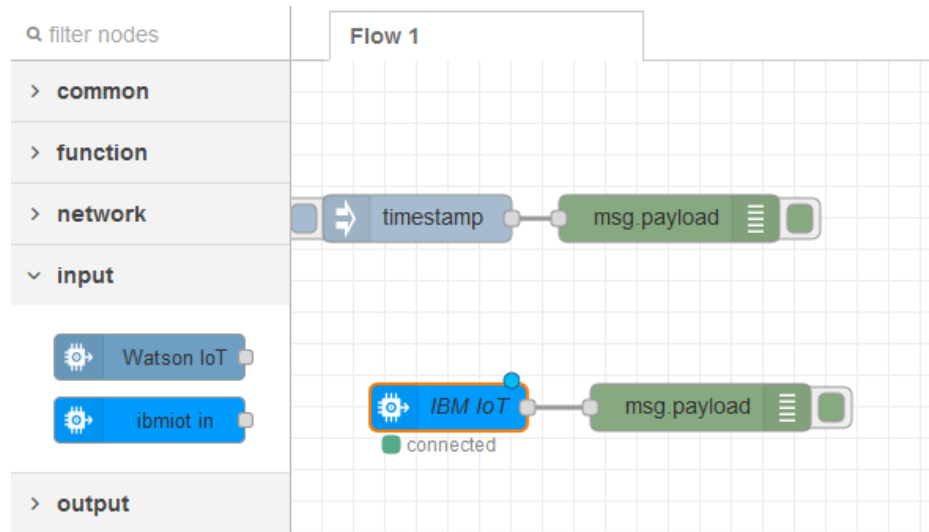 filter nodes
Flow 1
common
function
network
timestamp
msg.payload
input
Watson IoT
IBM IoT
msg.payload
ibmiot in
connected
output